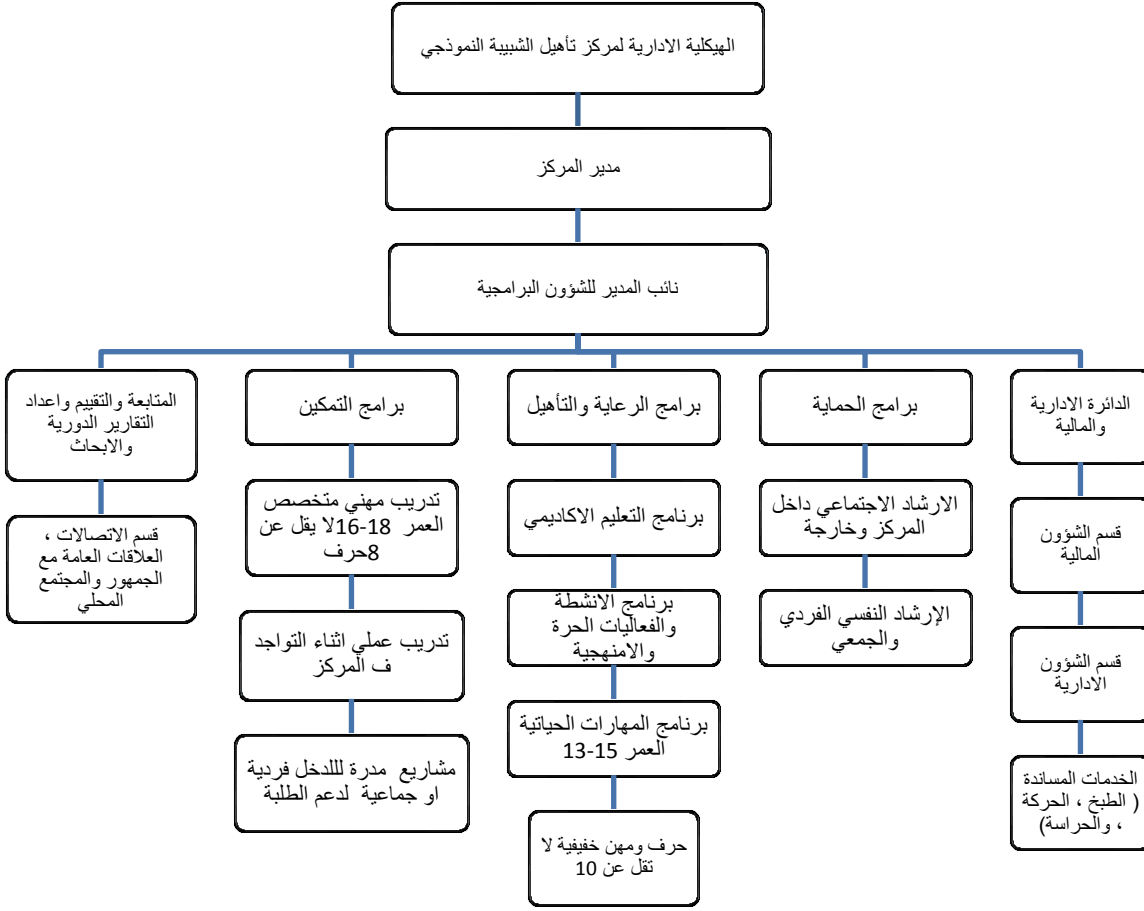 الهيكلية الادارية لمركز تأهيل الشبيبة النموذجي
مدير المركز
نائب المدير للشؤون البرامجية
الدائرة الادارية
والمالية
قسم الشؤون
المالية
قسم الشؤون
الادارية
الخدمات المساندة
( الطبخ ، الحركة
، والحراسة)
برامج الحماية
الارشاد الاجتماعي داخل
المركز وخارجة
الإرشاد النفسي الفردي
والجمعي
برامج الرعاية والتأهيل
برنامج التعليم الاكاديمي
برنامج الانشطة
والفعاليات الحرة
والامنهجية
برنامج المهارات الحياتية
العمر 15-13
حرف ومهن خفيفية لا
تقل عن 10
برامج التمكين
تدريب مهني متخصص
العمر 18-16لا يقل عن
8حرف
تدريب عملي اثناء التواجد
ف المركز
مشاريع مدرة لللدخل فردية
او جماعية لدعم الطلبة
المتابعة والتقييم واعداد
التقارير الدورية
والابحاث
قسم الاتصالات ،
العلاقات العامة مع
الجمهور والمجتمع
المحلي